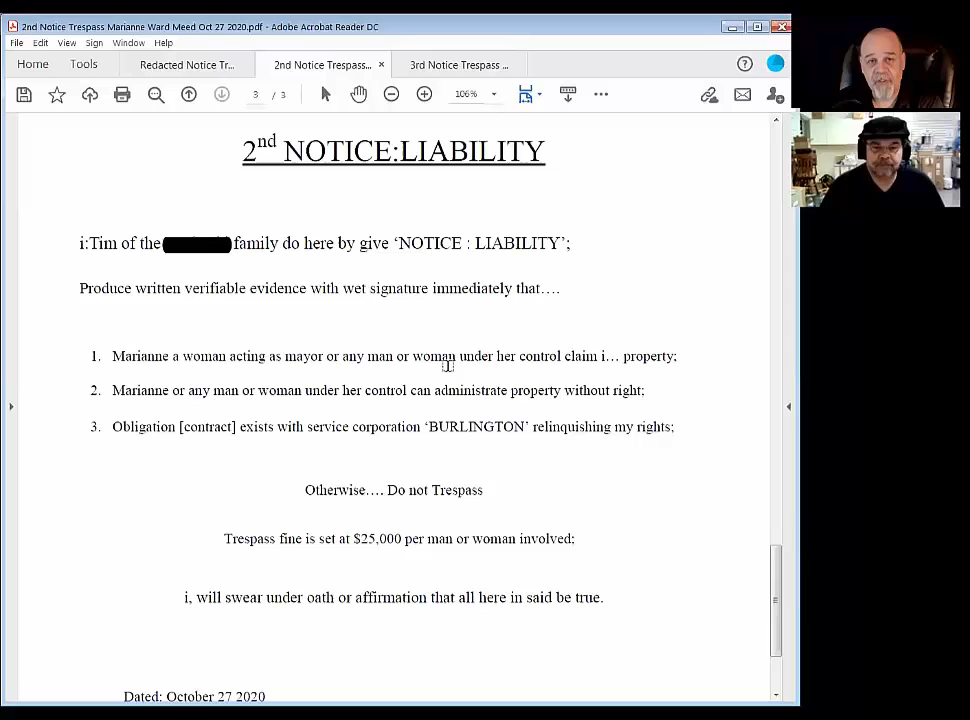 2nd Notice Trespass Marianne Ward Meed Oct 27 2020.pdf - Adobe Acrobat Reader DC
File Edit View Sign Window Help
Home Tools Redacted Notice Tr... 2nd Notice Trespass... × 3rd Notice Trespass ...
3 / 3 106%
2nd NOTICE:LIABILITY
i:Tim of the family do here by give ‘NOTICE : LIABILITY’;
Produce written verifiable evidence with wet signature immediately that….
1. Marianne a woman acting as mayor or any man or woman under her control claim i… property;
2. Marianne or any man or woman under her control can administrate property without right;
3. Obligation [contract] exists with service corporation ‘BURLINGTON’ relinquishing my rights;
Otherwise…. Do not Trespass
Trespass fine is set at $25,000 per man or woman involved;
i, will swear under oath or affirmation that all here in said be true.
Dated: October 27 2020